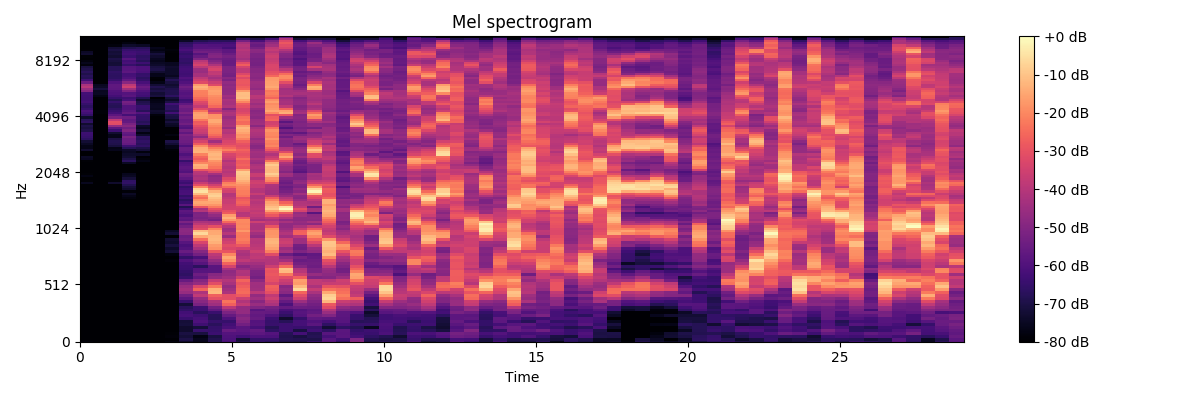 Mel spectrogram
8192
4096
2048
1024
512
0
Hz
0 5 10 15 20 25
Time
+0 dB
-10 dB
-20 dB
-30 dB
-40 dB
-50 dB
-60 dB
-70 dB
-80 dB